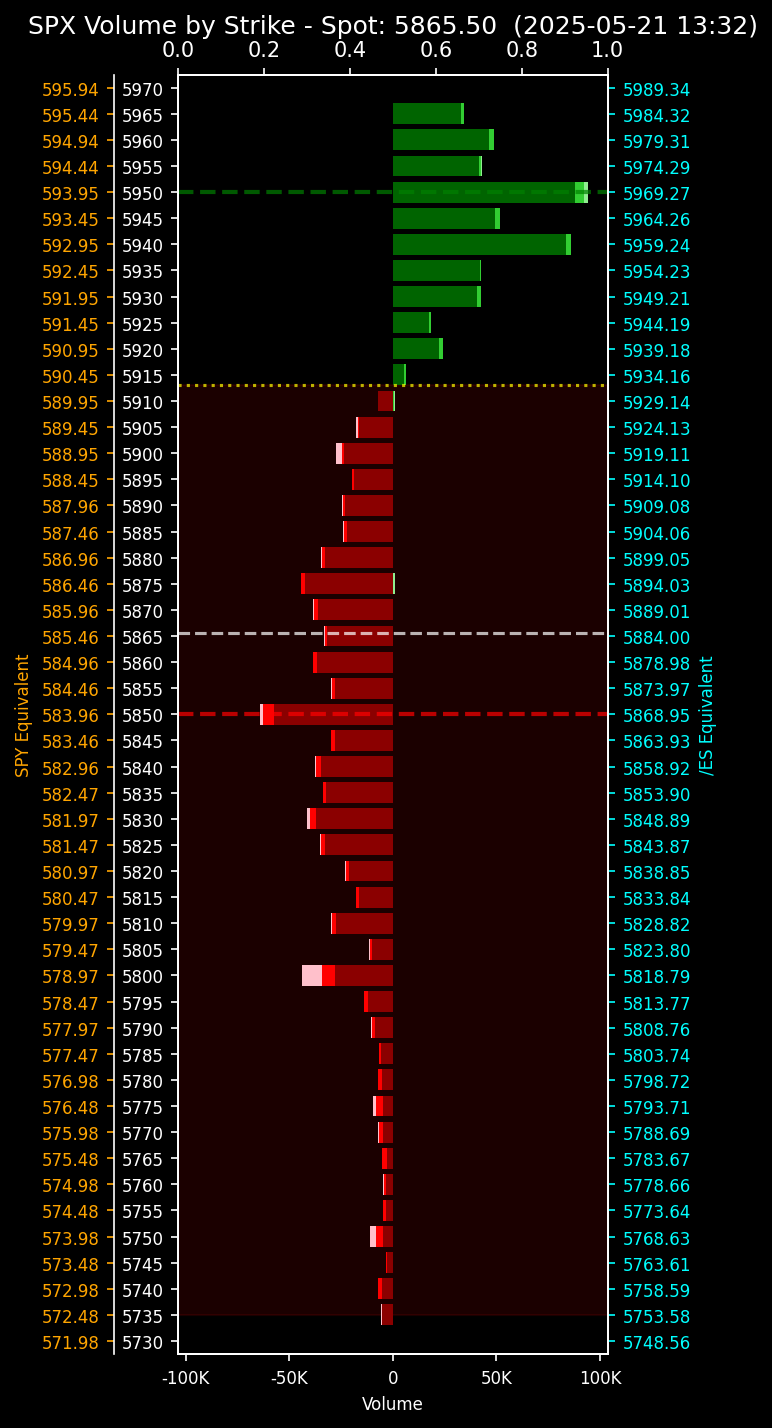 SPX Volume by Strike - Spot: 5865.50  (2025-05-21 13:32)
0.0 0.2 0.4 0.6 0.8 1.0
595.94 5970 5989.34
595.44 5965 5984.32
594.94 5960 5979.31
594.44 5955 5974.29
593.95 5950 5969.27
593.45 5945 5964.26
592.95 5940 5959.24
592.45 5935 5954.23
591.95 5930 5949.21
591.45 5925 5944.19
590.95 5920 5939.18
590.45 5915 5934.16
589.95 5910 5929.14
589.45 5905 5924.13
588.95 5900 5919.11
588.45 5895 5914.10
587.96 5890 5909.08
587.46 5885 5904.06
586.96 5880 5899.05
586.46 5875 5894.03
585.96 5870 5889.01
585.46 5865 5884.00
584.96 5860 5878.98
584.46 5855 5873.97
583.96 5850 5868.95
583.46 5845 5863.93
582.96 5840 5858.92
582.47 5835 5853.90
581.97 5830 5848.89
581.47 5825 5843.87
580.97 5820 5838.85
580.47 5815 5833.84
579.97 5810 5828.82
579.47 5805 5823.80
578.97 5800 5818.79
578.47 5795 5813.77
577.97 5790 5808.76
577.47 5785 5803.74
576.98 5780 5798.72
576.48 5775 5793.71
575.98 5770 5788.69
575.48 5765 5783.67
574.98 5760 5778.66
574.48 5755 5773.64
573.98 5750 5768.63
573.48 5745 5763.61
572.98 5740 5758.59
572.48 5735 5753.58
571.98 5730 5748.56
SPY Equivalent
/ES Equivalent
-100K -50K 0 50K 100K
Volume